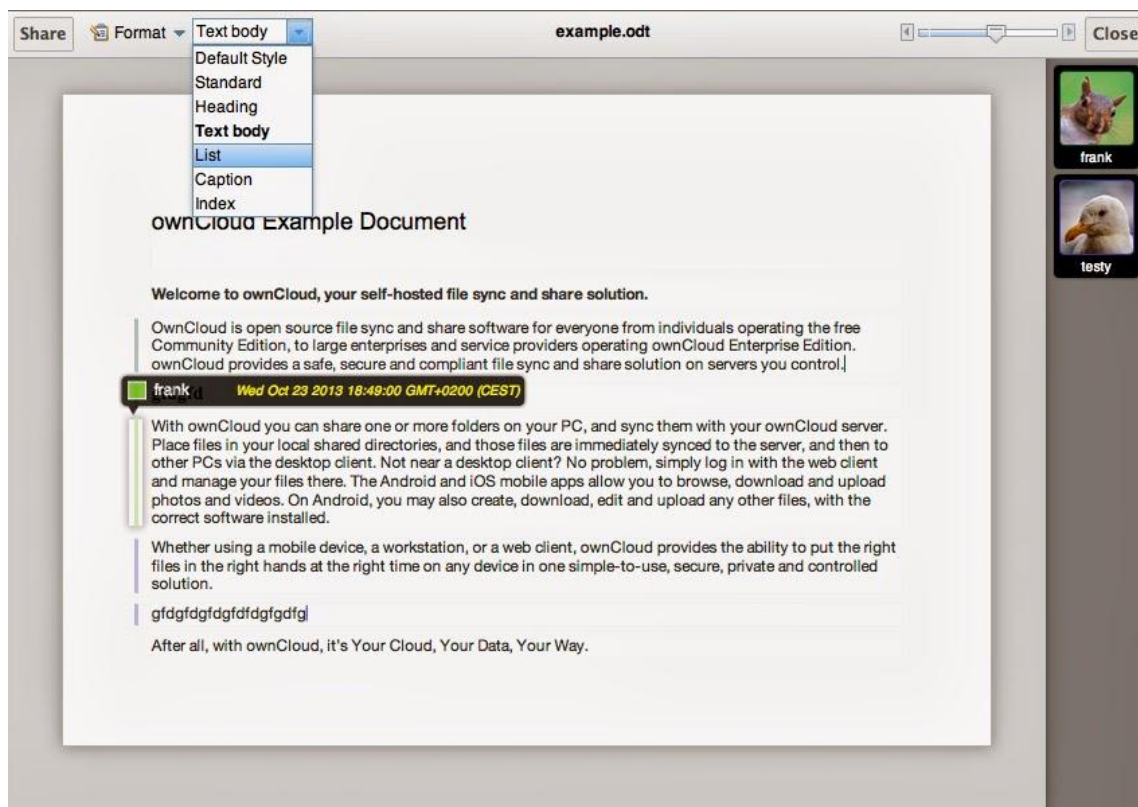 Share Format Text body example.odt Close
Default Style
Standard
Heading
Text body
List
Caption
Index
frank
testy
ownCloud Example Document
Welcome to ownCloud, your self-hosted file sync and share solution.
OwnCloud is open source file sync and share software for everyone from individuals operating the free
Community Edition, to large enterprises and service providers operating ownCloud Enterprise Edition.
ownCloud provides a safe, secure and compliant file sync and share solution on servers you control.
frank Wed Oct 23 2013 18:49:00 GMT+0200 (CEST)
With ownCloud you can share one or more folders on your PC, and sync them with your ownCloud server.
Place files in your local shared directories, and those files are immediately synced to the server, and then to
other PCs via the desktop client. Not near a desktop client? No problem, simply log in with the web client
and manage your files there. The Android and iOS mobile apps allow you to browse, download and upload
photos and videos. On Android, you may also create, download, edit and upload any other files, with the
correct software installed.
Whether using a mobile device, a workstation, or a web client, ownCloud provides the ability to put the right
files in the right hands at the right time on any device in one simple-to-use, secure, private and controlled
solution.
gfdgfdgfdgfdfdgfgdfg
After all, with ownCloud, it's Your Cloud, Your Data, Your Way.